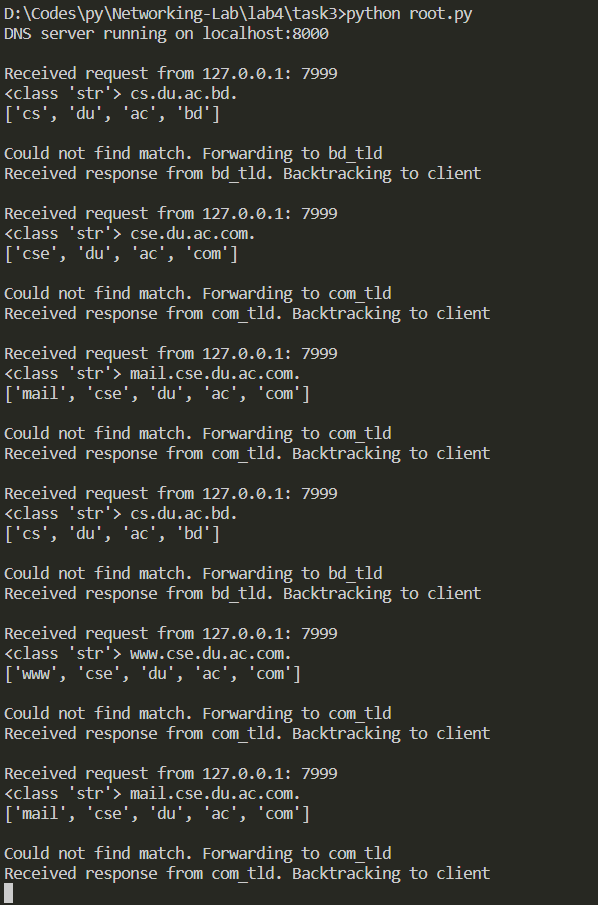 D:\Codes\py\Networking-Lab\lab4\task3>python root.py
DNS server running on localhost:8000

Received request from 127.0.0.1: 7999
<class 'str'> cs.du.ac.bd.
['cs', 'du', 'ac', 'bd']

Could not find match. Forwarding to bd_tld
Received response from bd_tld. Backtracking to client

Received request from 127.0.0.1: 7999
<class 'str'> cse.du.ac.com.
['cse', 'du', 'ac', 'com']

Could not find match. Forwarding to com_tld
Received response from com_tld. Backtracking to client

Received request from 127.0.0.1: 7999
<class 'str'> mail.cse.du.ac.com.
['mail', 'cse', 'du', 'ac', 'com']

Could not find match. Forwarding to com_tld
Received response from com_tld. Backtracking to client

Received request from 127.0.0.1: 7999
<class 'str'> cs.du.ac.bd.
['cs', 'du', 'ac', 'bd']

Could not find match. Forwarding to bd_tld
Received response from bd_tld. Backtracking to client

Received request from 127.0.0.1: 7999
<class 'str'> www.cse.du.ac.com.
['www', 'cse', 'du', 'ac', 'com']

Could not find match. Forwarding to com_tld
Received response from com_tld. Backtracking to client

Received request from 127.0.0.1: 7999
<class 'str'> mail.cse.du.ac.com.
['mail', 'cse', 'du', 'ac', 'com']

Could not find match. Forwarding to com_tld
Received response from com_tld. Backtracking to client